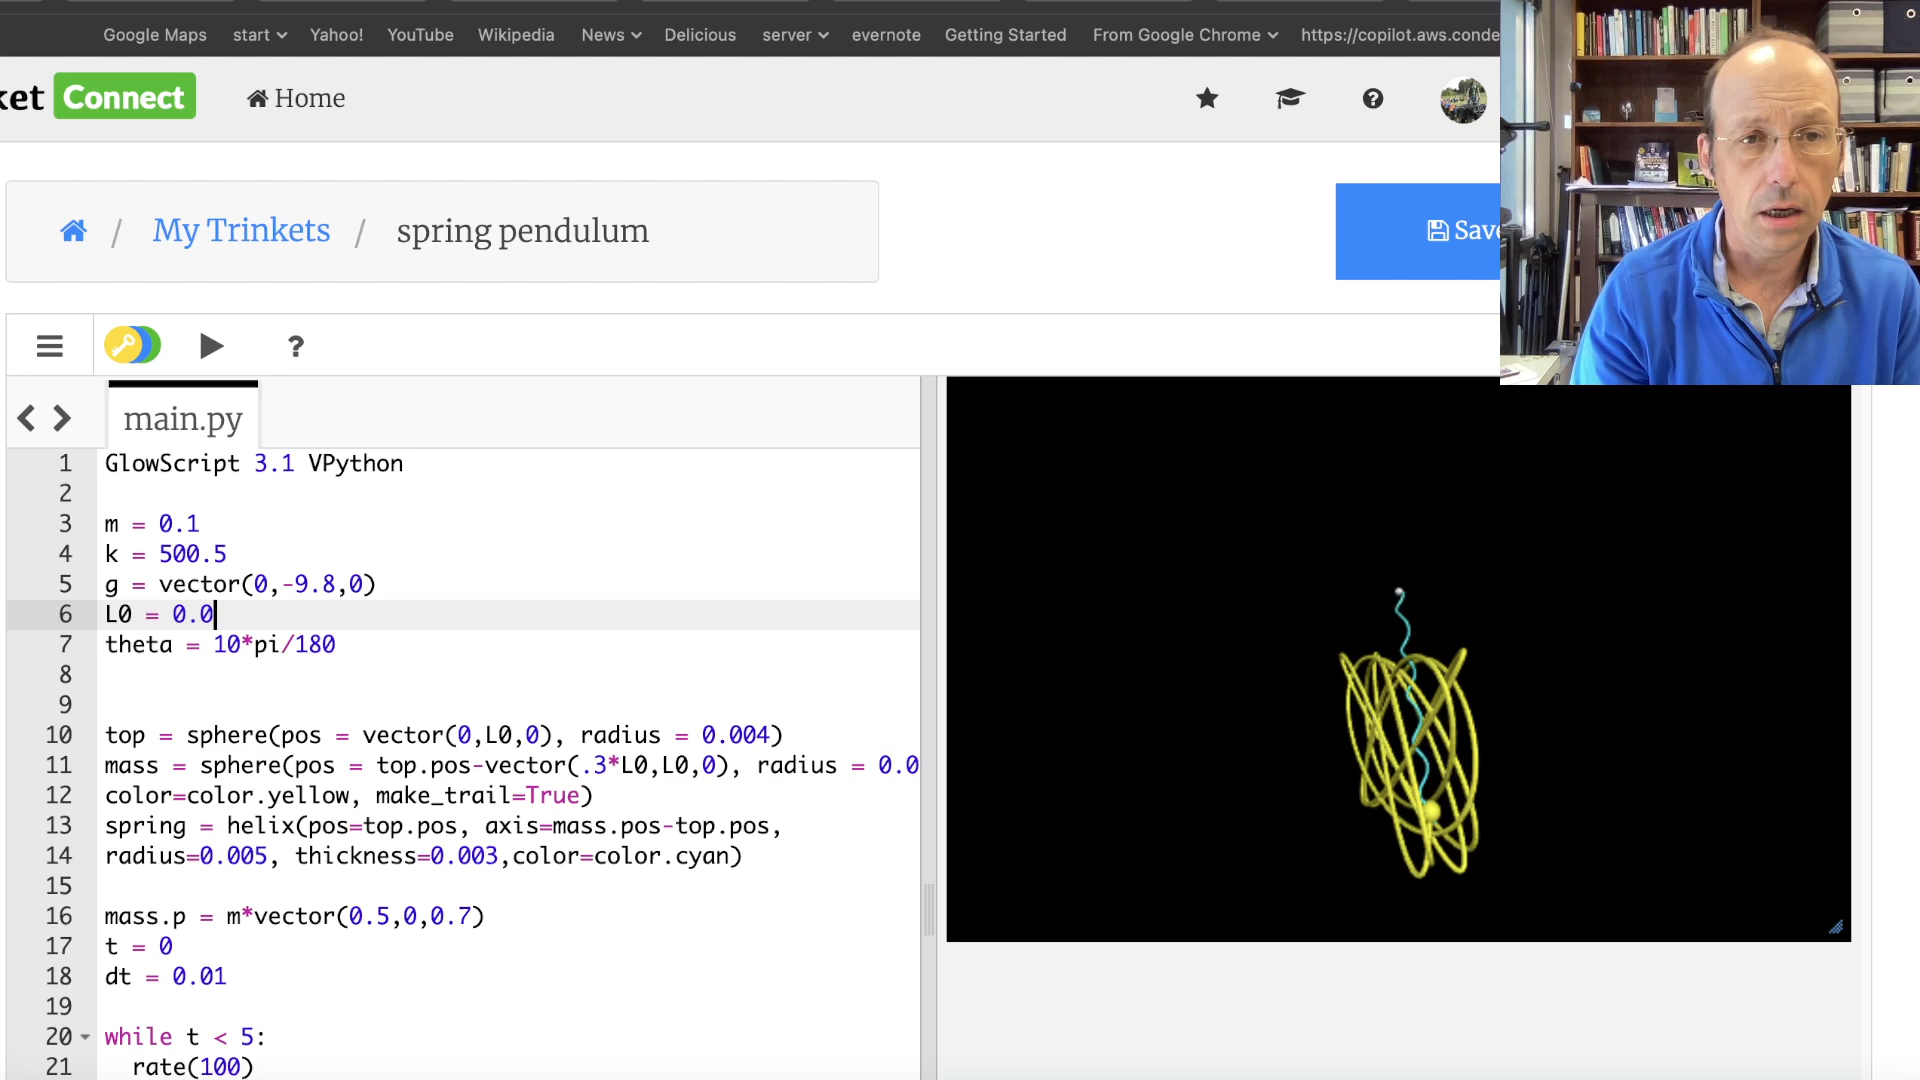 Google Maps start Yahoo! YouTube Wikipedia News Delicious server evernote Getting Started From Google Chrome https://copilot.aws.conde
ket Connect Home
/ My Trinkets / spring pendulum
Save
?
main.py
1 GlowScript 3.1 VPython
2
3 m = 0.1
4 k = 500.5
5 g = vector(0,-9.8,0)
6 L0 = 0.0
7 theta = 10*pi/180
8
9
10 top = sphere(pos = vector(0,L0,0), radius = 0.004)
11 mass = sphere(pos = top.pos-vector(.3*L0,L0,0), radius = 0.0
12 color=color.yellow, make_trail=True)
13 spring = helix(pos=top.pos, axis=mass.pos-top.pos,
14 radius=0.005, thickness=0.003,color=color.cyan)
15
16 mass.p = m*vector(0.5,0,0.7)
17 t = 0
18 dt = 0.01
19
20 while t < 5:
21 rate(100)